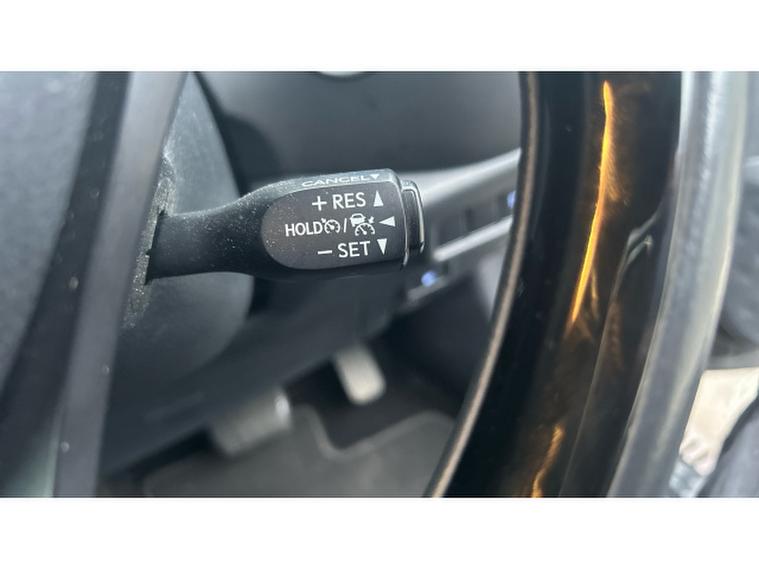 CANCEL▼
+ RES ▲
HOLD / ◀
– SET ▼